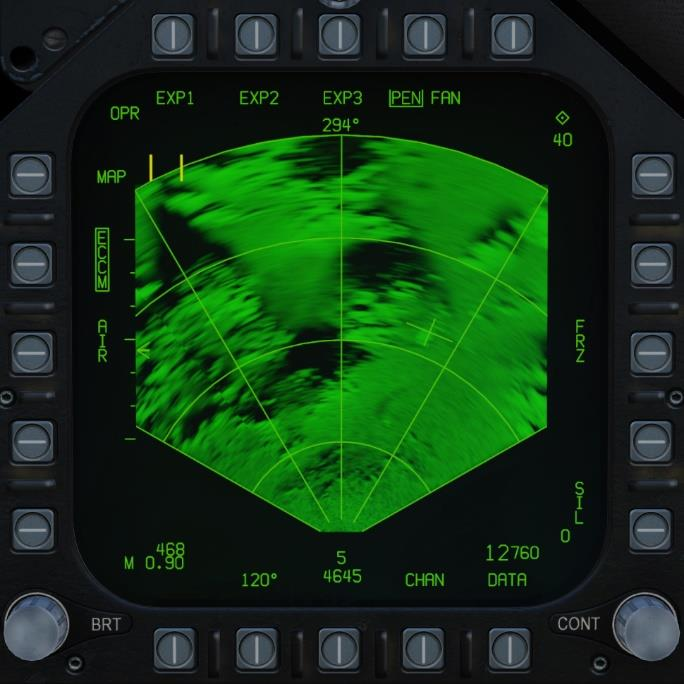 EXP1 EXP2 EXP3 PEN FAN
OPR
294°
40
MAP
ECCM
AIR
FRZ
SIL
0
468
M 0.90
5
12760
120°
4645
CHAN
DATA
BRT
CONT